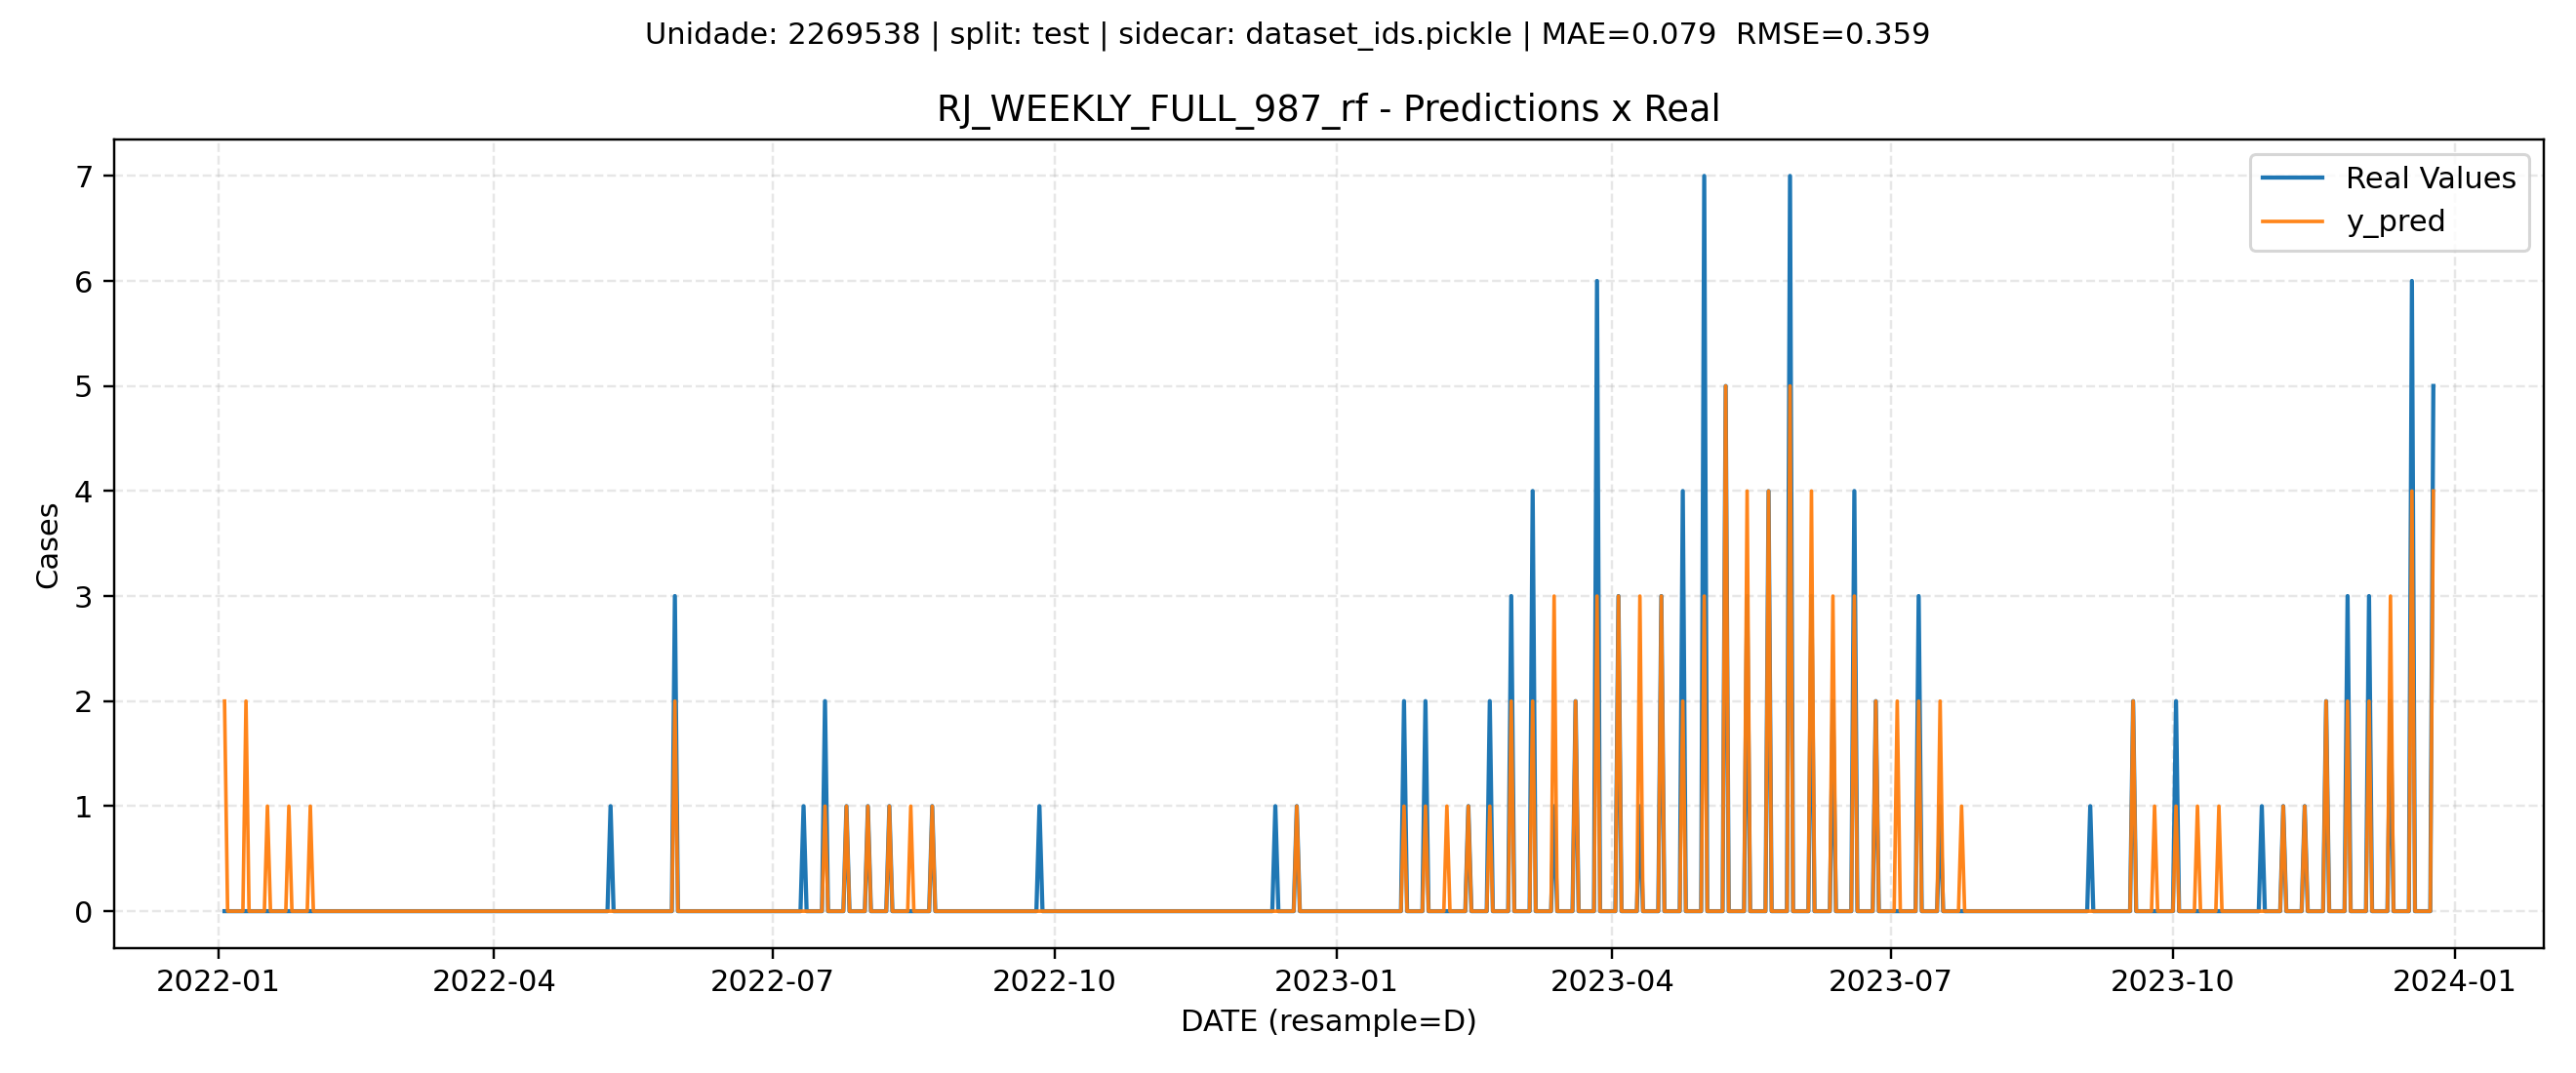 Unidade: 2269538 | split: test | sidecar: dataset_ids.pickle | MAE=0.079  RMSE=0.359
RJ_WEEKLY_FULL_987_rf - Predictions x Real
Real Values
y_pred
7
6
5
4
3
2
1
0
Cases
2022-01
2022-04
2022-07
2022-10
2023-01
2023-04
2023-07
2023-10
2024-01
DATE (resample=D)